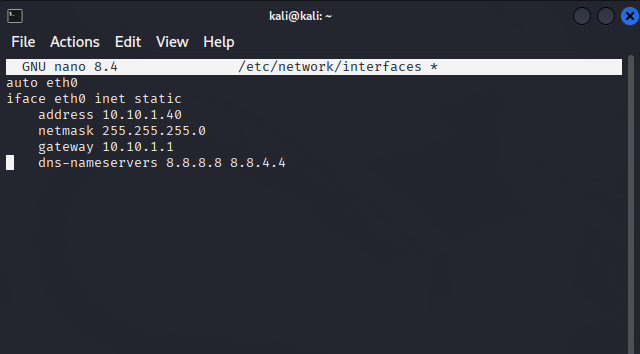 kali@kali: ~
File Actions Edit View Help
GNU nano 8.4 /etc/network/interfaces *
auto eth0
iface eth0 inet static
    address 10.10.1.40
    netmask 255.255.255.0
    gateway 10.10.1.1
    dns-nameservers 8.8.8.8 8.8.4.4